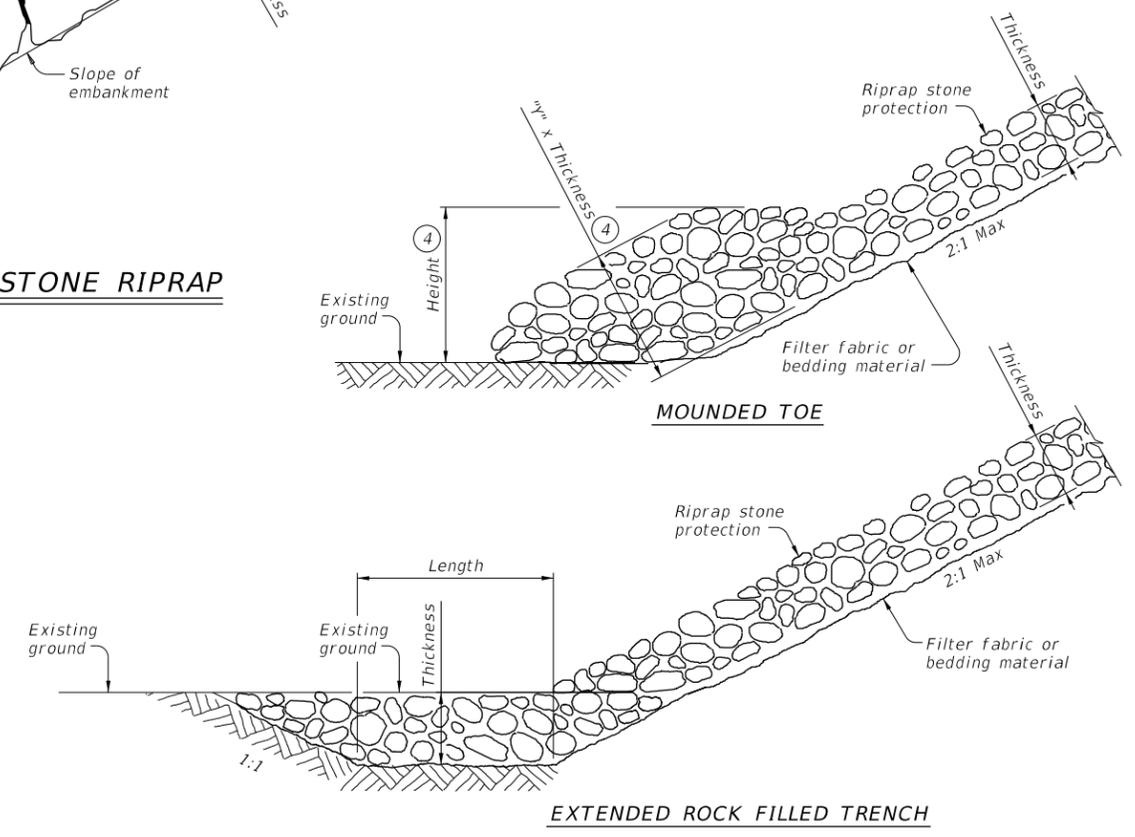 Slope of
embankment
STONE RIPRAP
Thickness
Riprap stone
protection
"Y" x Thickness
4
4
Height
Existing
ground
2:1 Max
Filter fabric or
bedding material
MOUNDED TOE
Thickness
Riprap stone
protection
Length
2:1 Max
Existing
ground
Existing
ground
Thickness
Filter fabric or
bedding material
1:1
EXTENDED ROCK FILLED TRENCH